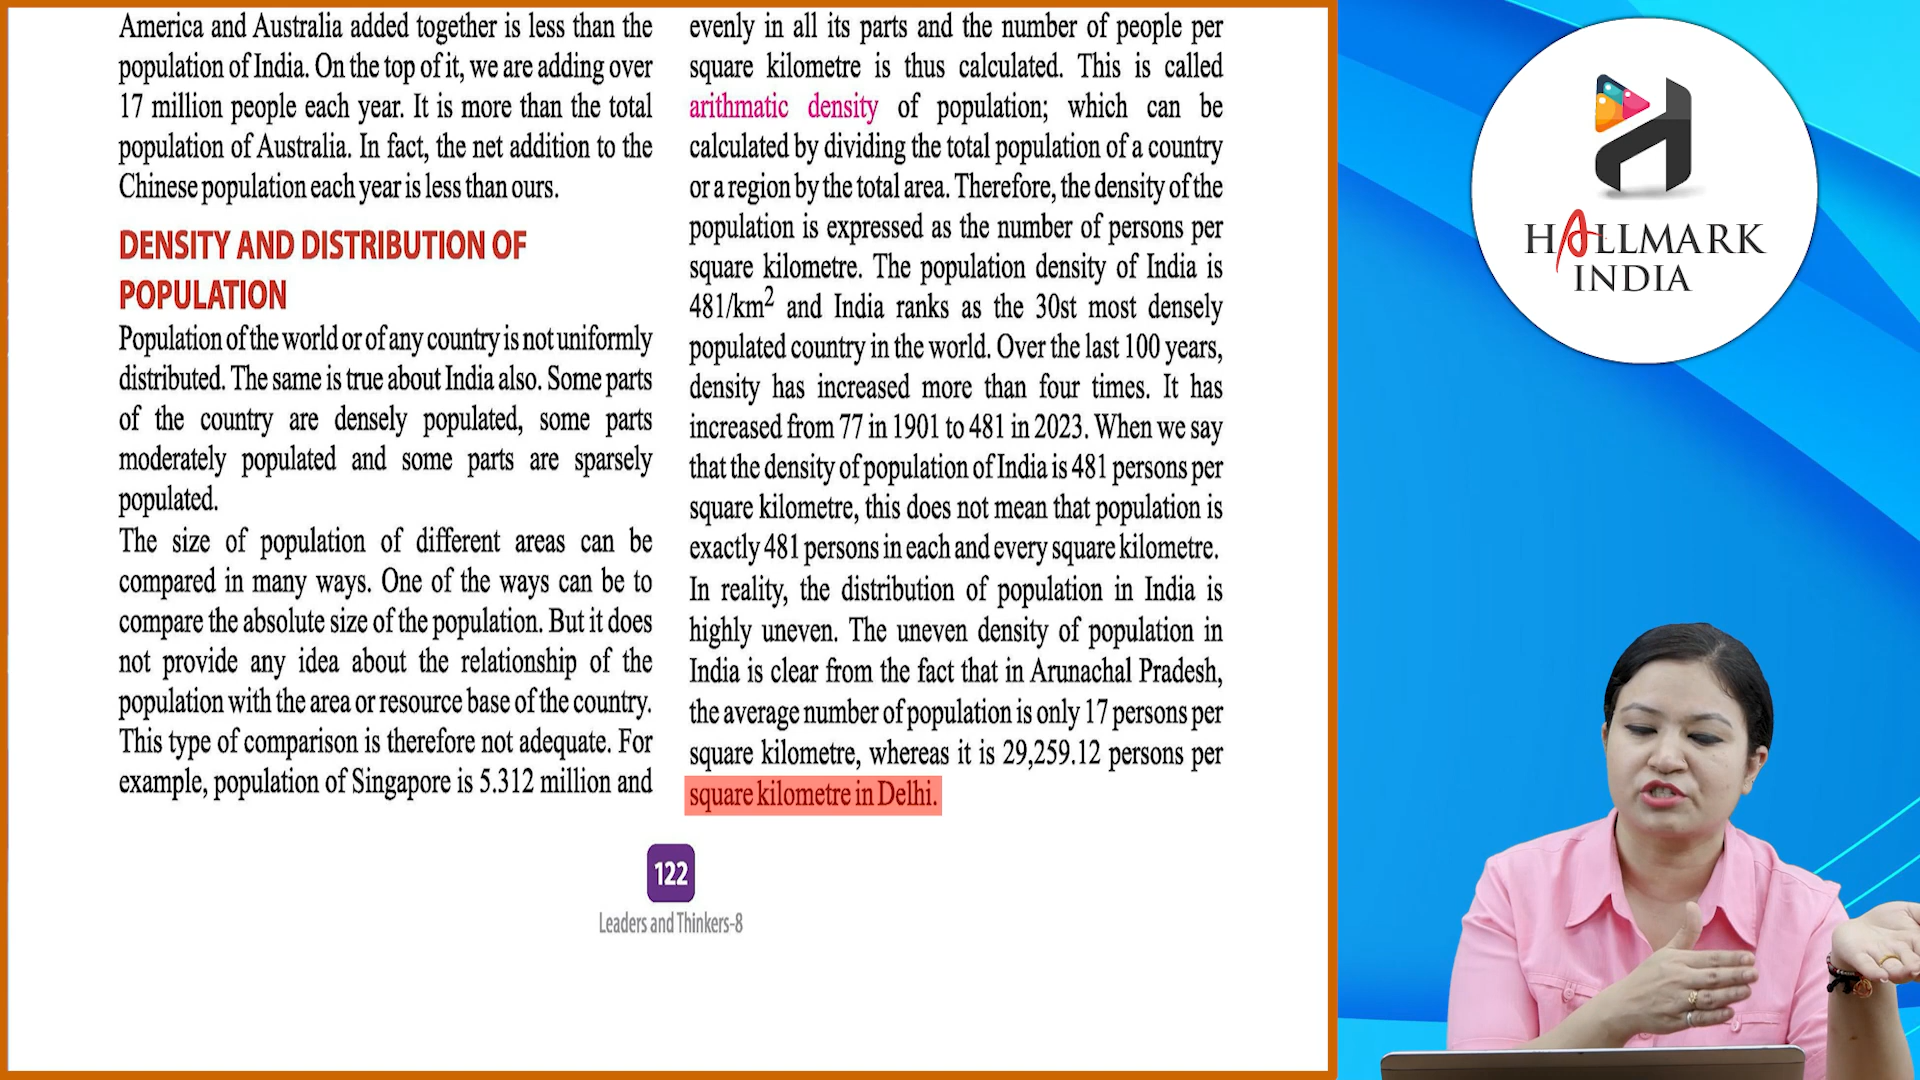 America and Australia added together is less than the
population of India. On the top of it, we are adding over
17 million people each year. It is more than the total
population of Australia. In fact, the net addition to the
Chinese population each year is less than ours.
DENSITY AND DISTRIBUTION OF
POPULATION
Population of the world or of any country is not uniformly
distributed. The same is true about India also. Some parts
of the country are densely populated, some parts
moderately populated and some parts are sparsely
populated.
The size of population of different areas can be
compared in many ways. One of the ways can be to
compare the absolute size of the population. But it does
not provide any idea about the relationship of the
population with the area or resource base of the country.
This type of comparison is therefore not adequate. For
example, population of Singapore is 5.312 million and
evenly in all its parts and the number of people per
square kilometre is thus calculated. This is called
arithmatic density of population; which can be
calculated by dividing the total population of a country
or a region by the total area. Therefore, the density of the
population is expressed as the number of persons per
square kilometre. The population density of India is
481/km² and India ranks as the 30st most densely
populated country in the world. Over the last 100 years,
density has increased more than four times. It has
increased from 77 in 1901 to 481 in 2023. When we say
that the density of population of India is 481 persons per
square kilometre, this does not mean that population is
exactly 481 persons in each and every square kilometre.
In reality, the distribution of population in India is
highly uneven. The uneven density of population in
India is clear from the fact that in Arunachal Pradesh,
the average number of population is only 17 persons per
square kilometre, whereas it is 29,259.12 persons per
square kilometre in Delhi.
122
Leaders and Thinkers-8
HALLMARK
INDIA